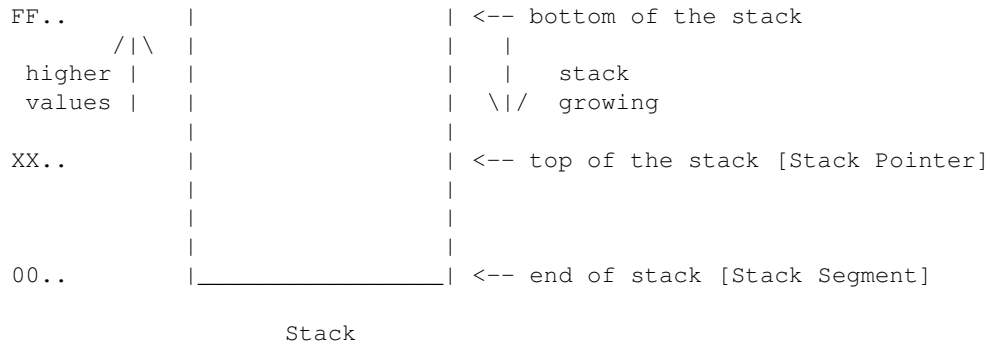 FF.. | | <-- bottom of the stack
/|\ | | |
higher | | | | stack
values | | | \|/ growing
| |
XX.. | | <-- top of the stack [Stack Pointer]
| |
| |
| |
00.. |_________________| <-- end of stack [Stack Segment]
Stack